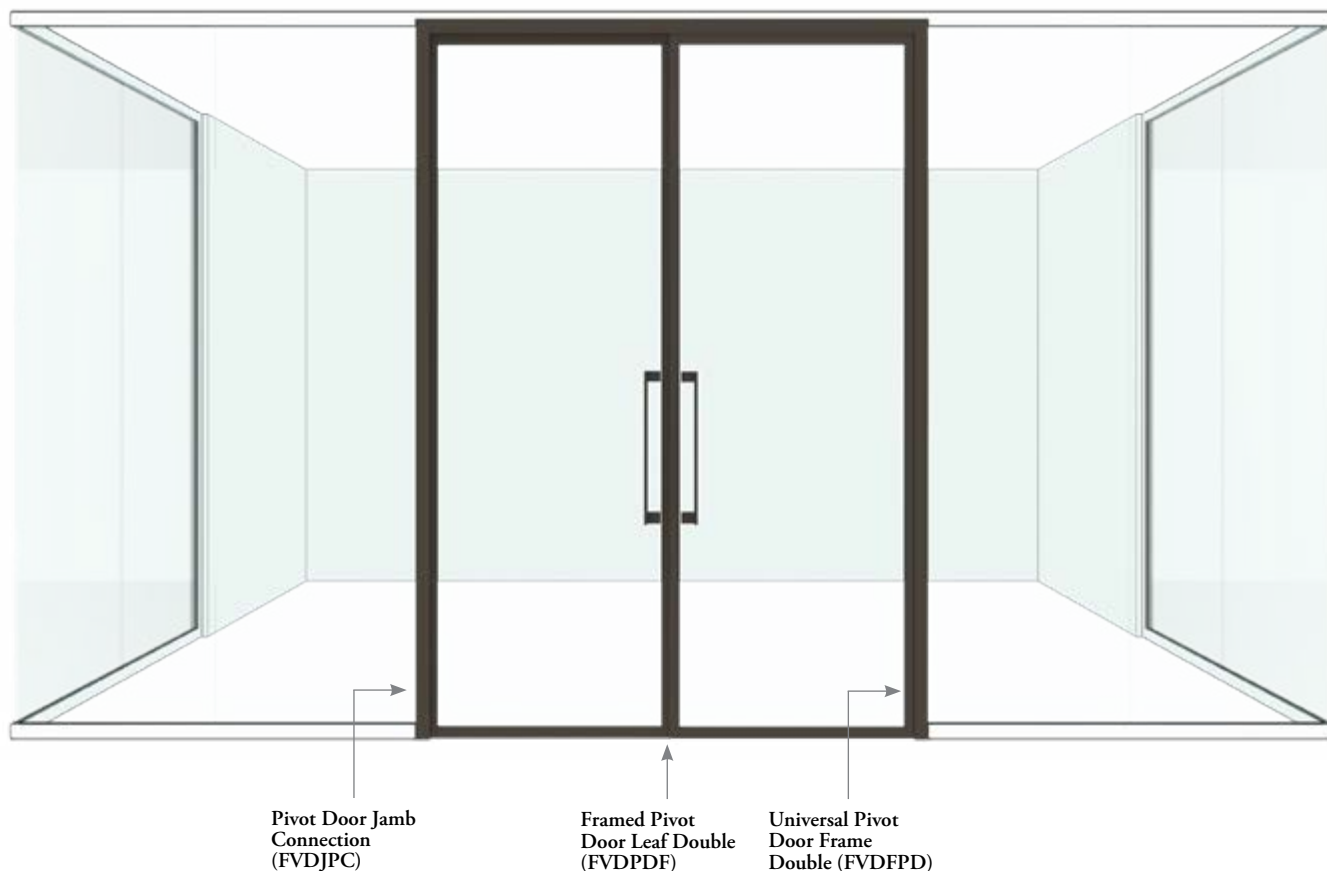 Pivot Door Jamb
Connection
(FVDJPC)
Framed Pivot
Door Leaf Double
(FVDPDF)
Universal Pivot
Door Frame
Double (FVDFPD)